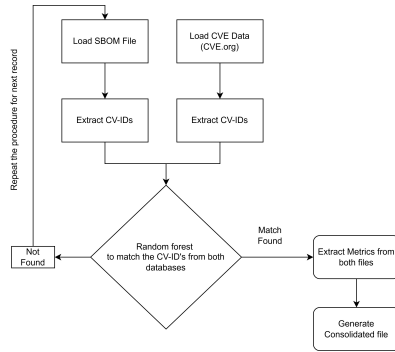 Repeat the procedure for next record
Load SBOM File
Load CVE Data
(CVE.org)
Extract CV-IDs
Extract CV-IDs
Random forest
to match the CV-ID's from both
databases
Not
Found
Match
Found
Extract Metrics from
both files
Generate
Consolidated file